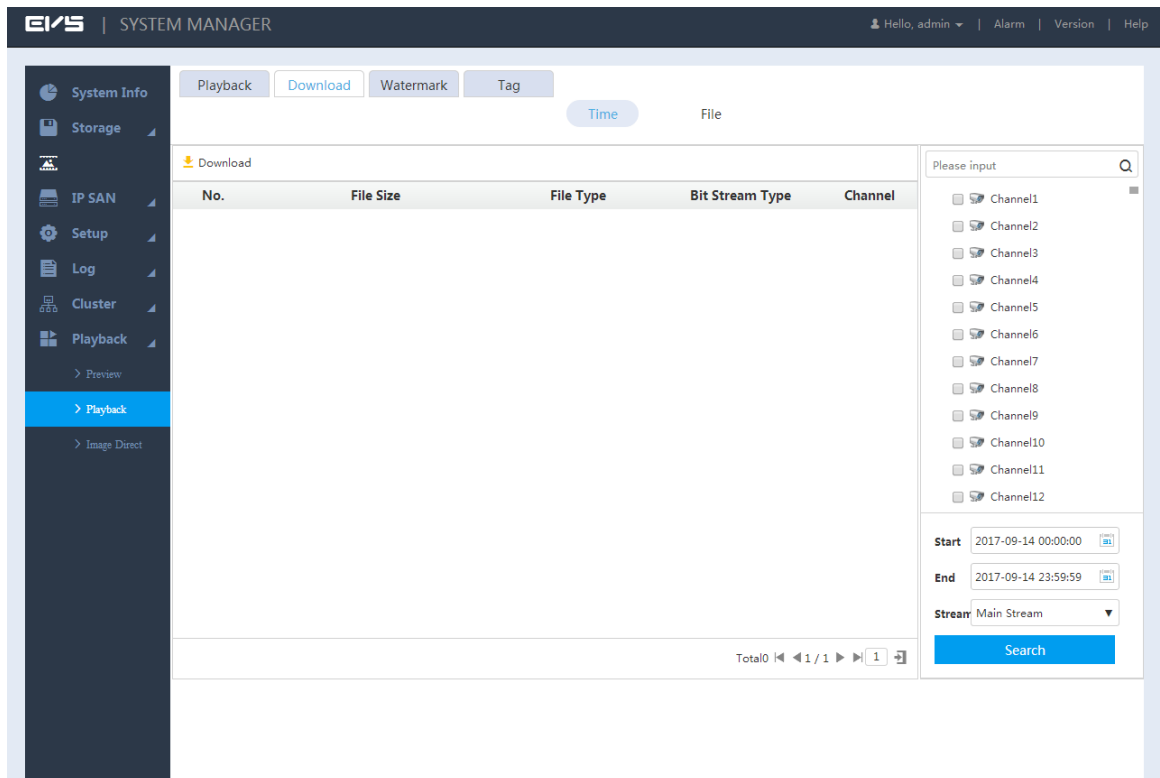 EVS | SYSTEM MANAGER
Hello, admin | Alarm | Version | Help
System Info
Storage
IP SAN
Setup
Log
Cluster
Playback
> Preview
> Playback
> Image Direct
Playback Download Watermark Tag
Time File
Download
No. File Size File Type Bit Stream Type Channel
Total0 1 / 1 1
Please input
Channel1
Channel2
Channel3
Channel4
Channel5
Channel6
Channel7
Channel8
Channel9
Channel10
Channel11
Channel12
Start 2017-09-14 00:00:00
End 2017-09-14 23:59:59
Stream Main Stream
Search